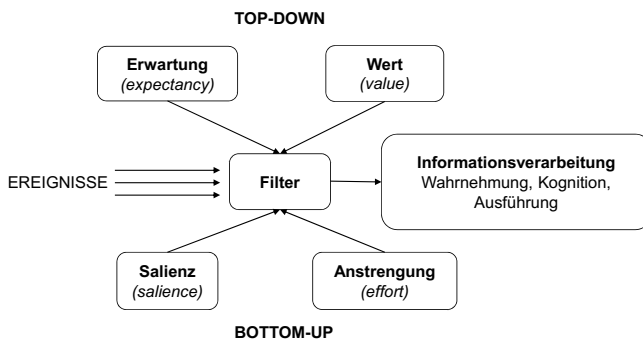 TOP-DOWN
Erwartung
(expectancy)
Wert
(value)
EREIGNISSE
Filter
Informationsverarbeitung
Wahrnehmung, Kognition,
Ausführung
Salienz
(salience)
Anstrengung
(effort)
BOTTOM-UP